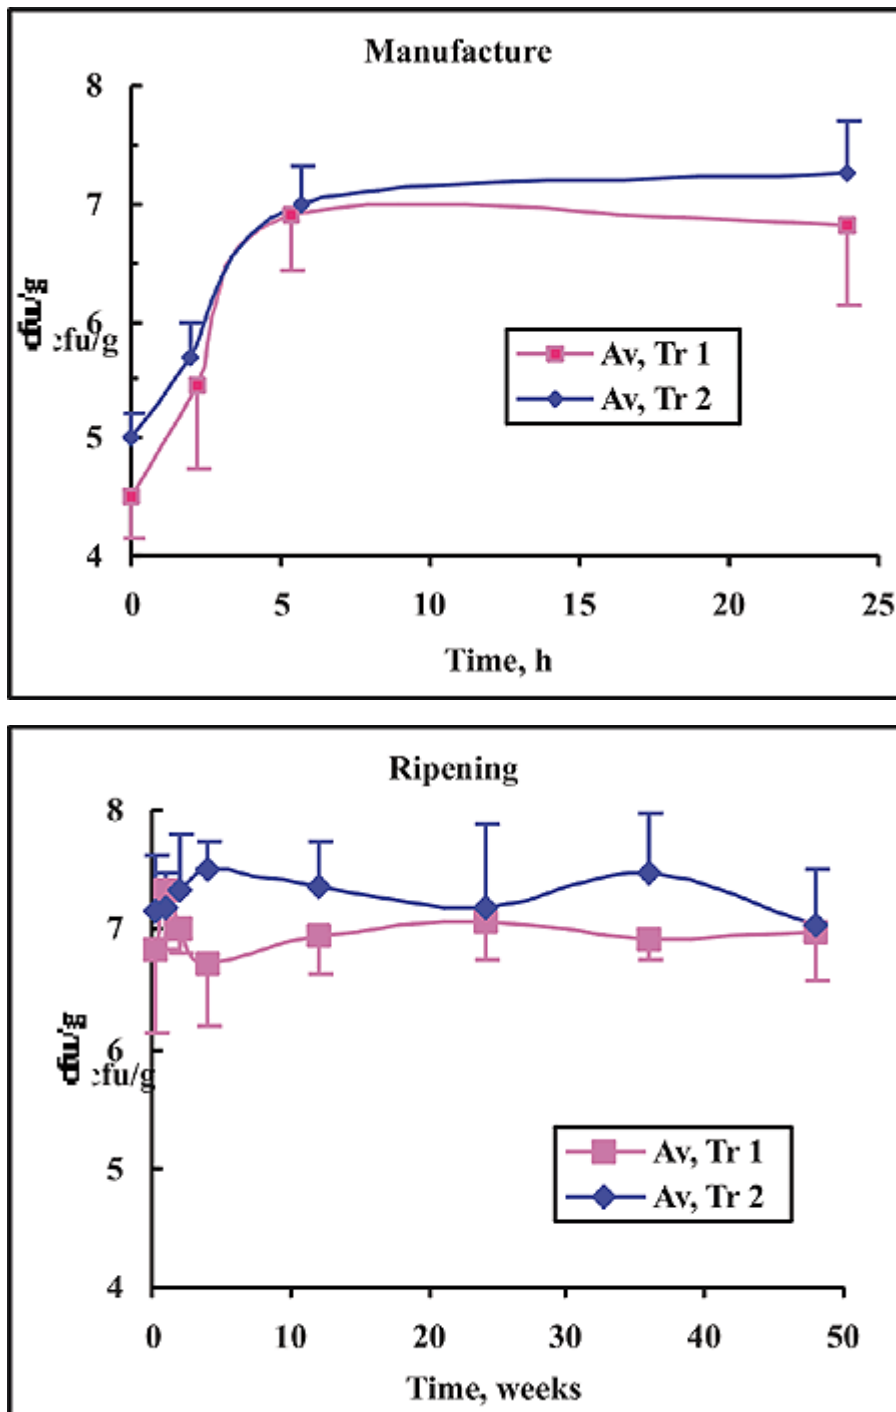 Manufacture
8
7
6
cfu/g
5
4
0 5 10 15 20 25
Time, h
Av, Tr 1
Av, Tr 2
Ripening
8
7
6
cfu/g
5
4
0 10 20 30 40 50
Time, weeks
Av, Tr 1
Av, Tr 2